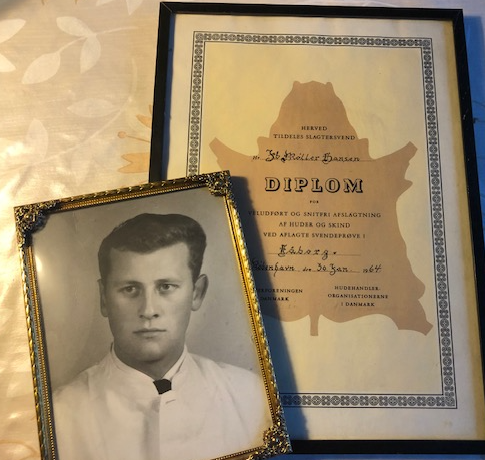 HERVED
TILDELES SLAGTERSVEND
Hr. Ib Møller Hansen
DIPLOM
FOR
VELUDFØRT OG SNITFRI AFSLAGTNING
AF HUDER OG SKIND
VED AFLAGTE SVENDEPRØVE I
København den 30 Jan. 1964
I DANMARK
HUDEHANDLER-
ORGANISATIONERNE
I DANMARK